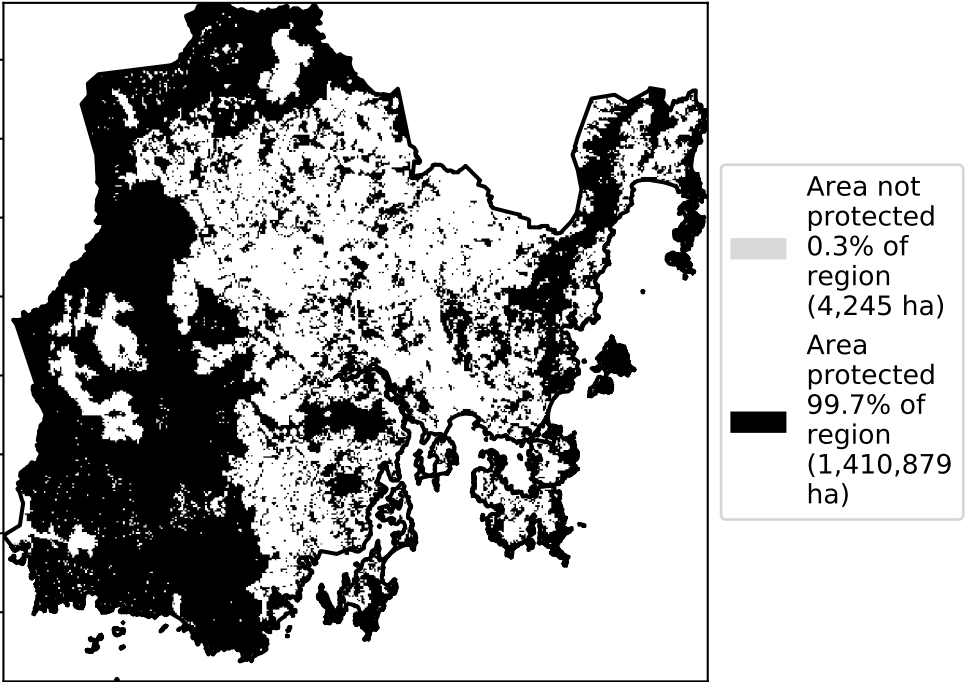 Area not
protected
0.3% of
region
(4,245 ha)
Area
protected
99.7% of
region
(1,410,879
ha)